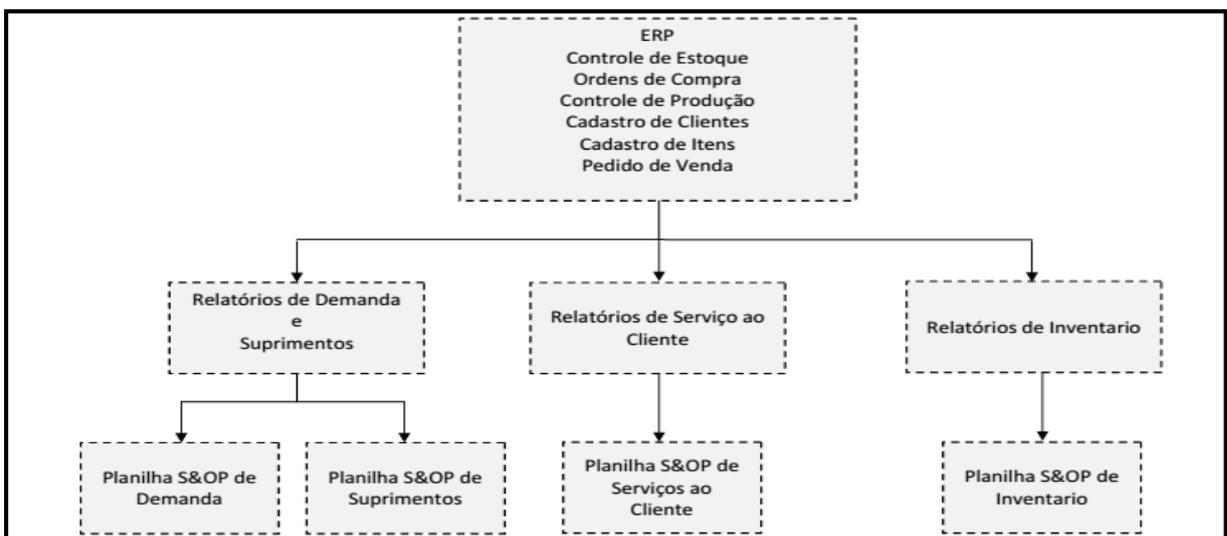 ERP
Controle de Estoque
Ordens de Compra
Controle de Produção
Cadastro de Clientes
Cadastro de Itens
Pedido de Venda
Relatórios de Demanda
e
Suprimentos
Relatórios de Serviço ao
Cliente
Relatórios de Inventario
Planilha S&OP de
Demanda
Planilha S&OP de
Suprimentos
Planilha S&OP de
Serviços ao
Cliente
Planilha S&OP de
Inventario